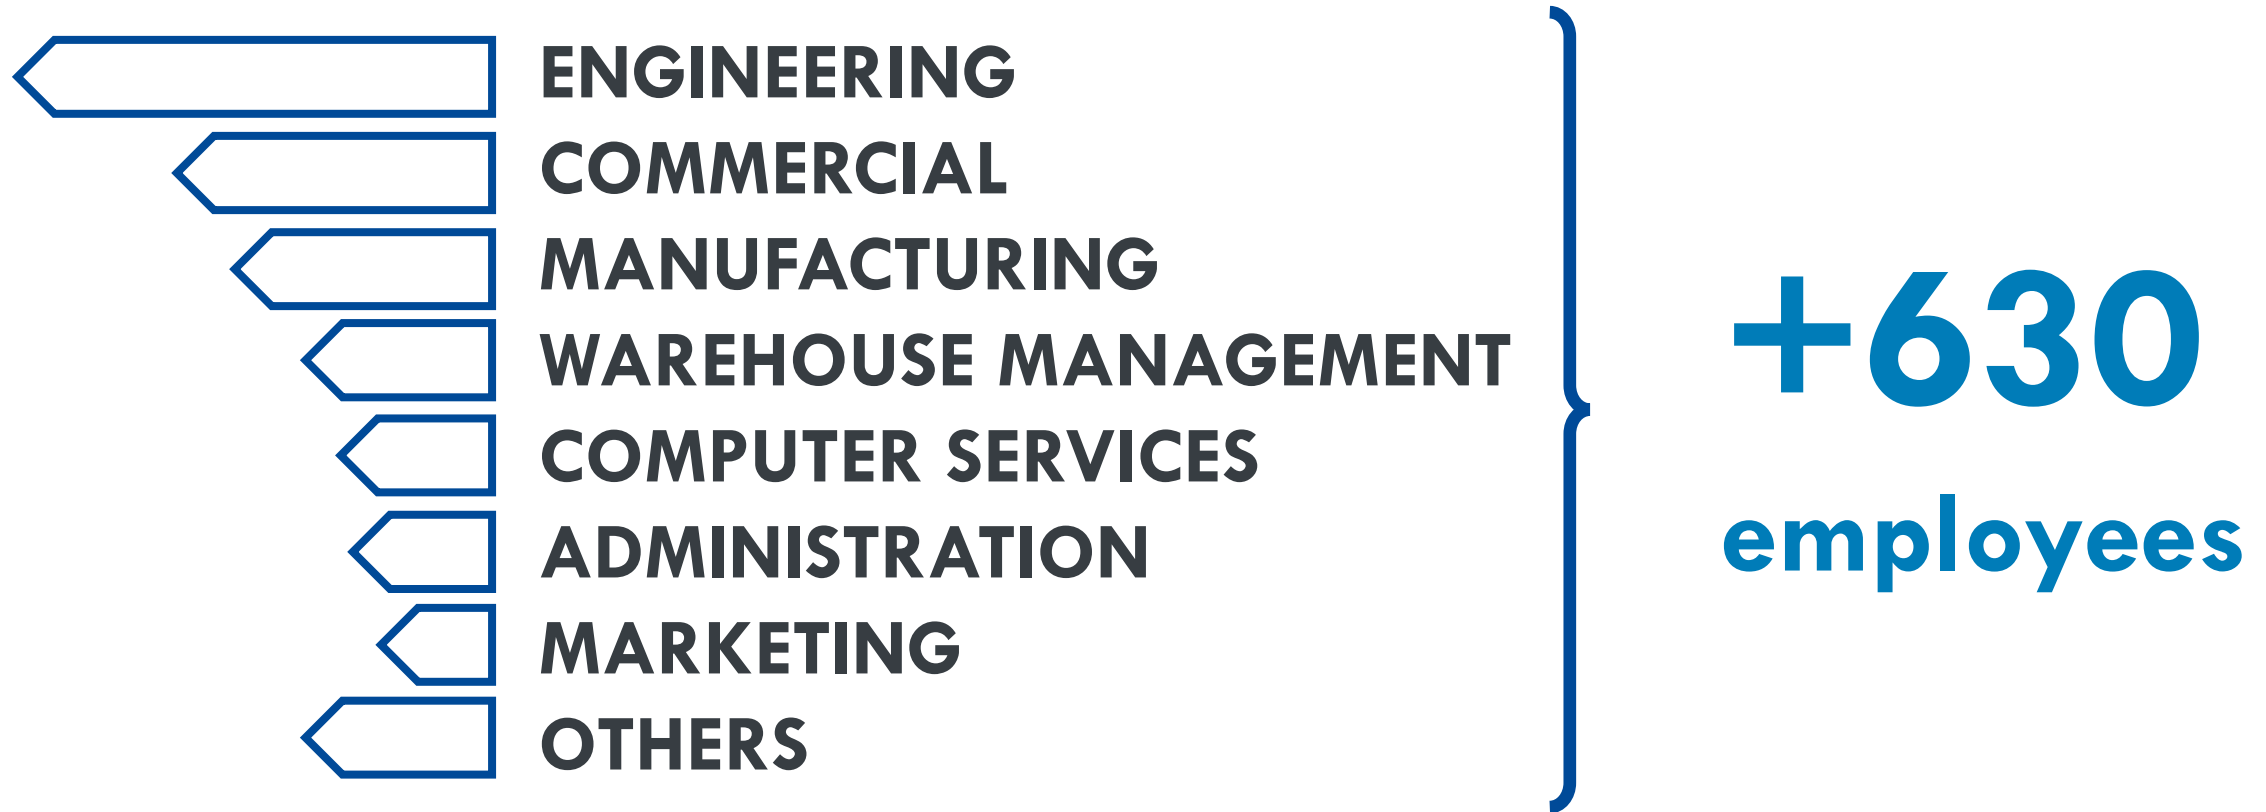 ENGINEERING
COMMERCIAL
MANUFACTURING
WAREHOUSE MANAGEMENT
COMPUTER SERVICES
ADMINISTRATION
MARKETING
OTHERS
+630
employees